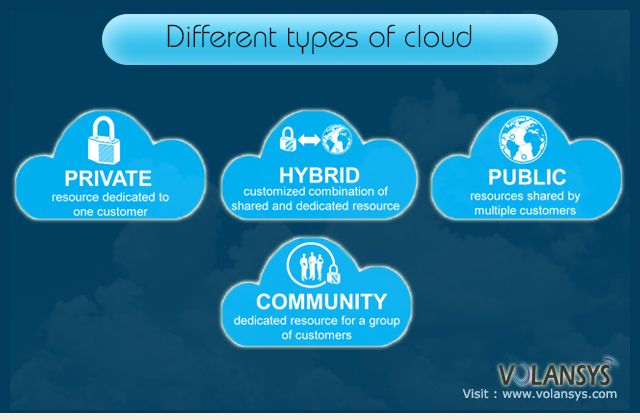 Different types of cloud
PRIVATE
resource dedicated to
one customer
HYBRID
customized combination of
shared and dedicated resource
PUBLIC
resources shared by
multiple customers
COMMUNITY
dedicated resource for a group
of customers
VOLANSYS
Visit : www.volansys.com